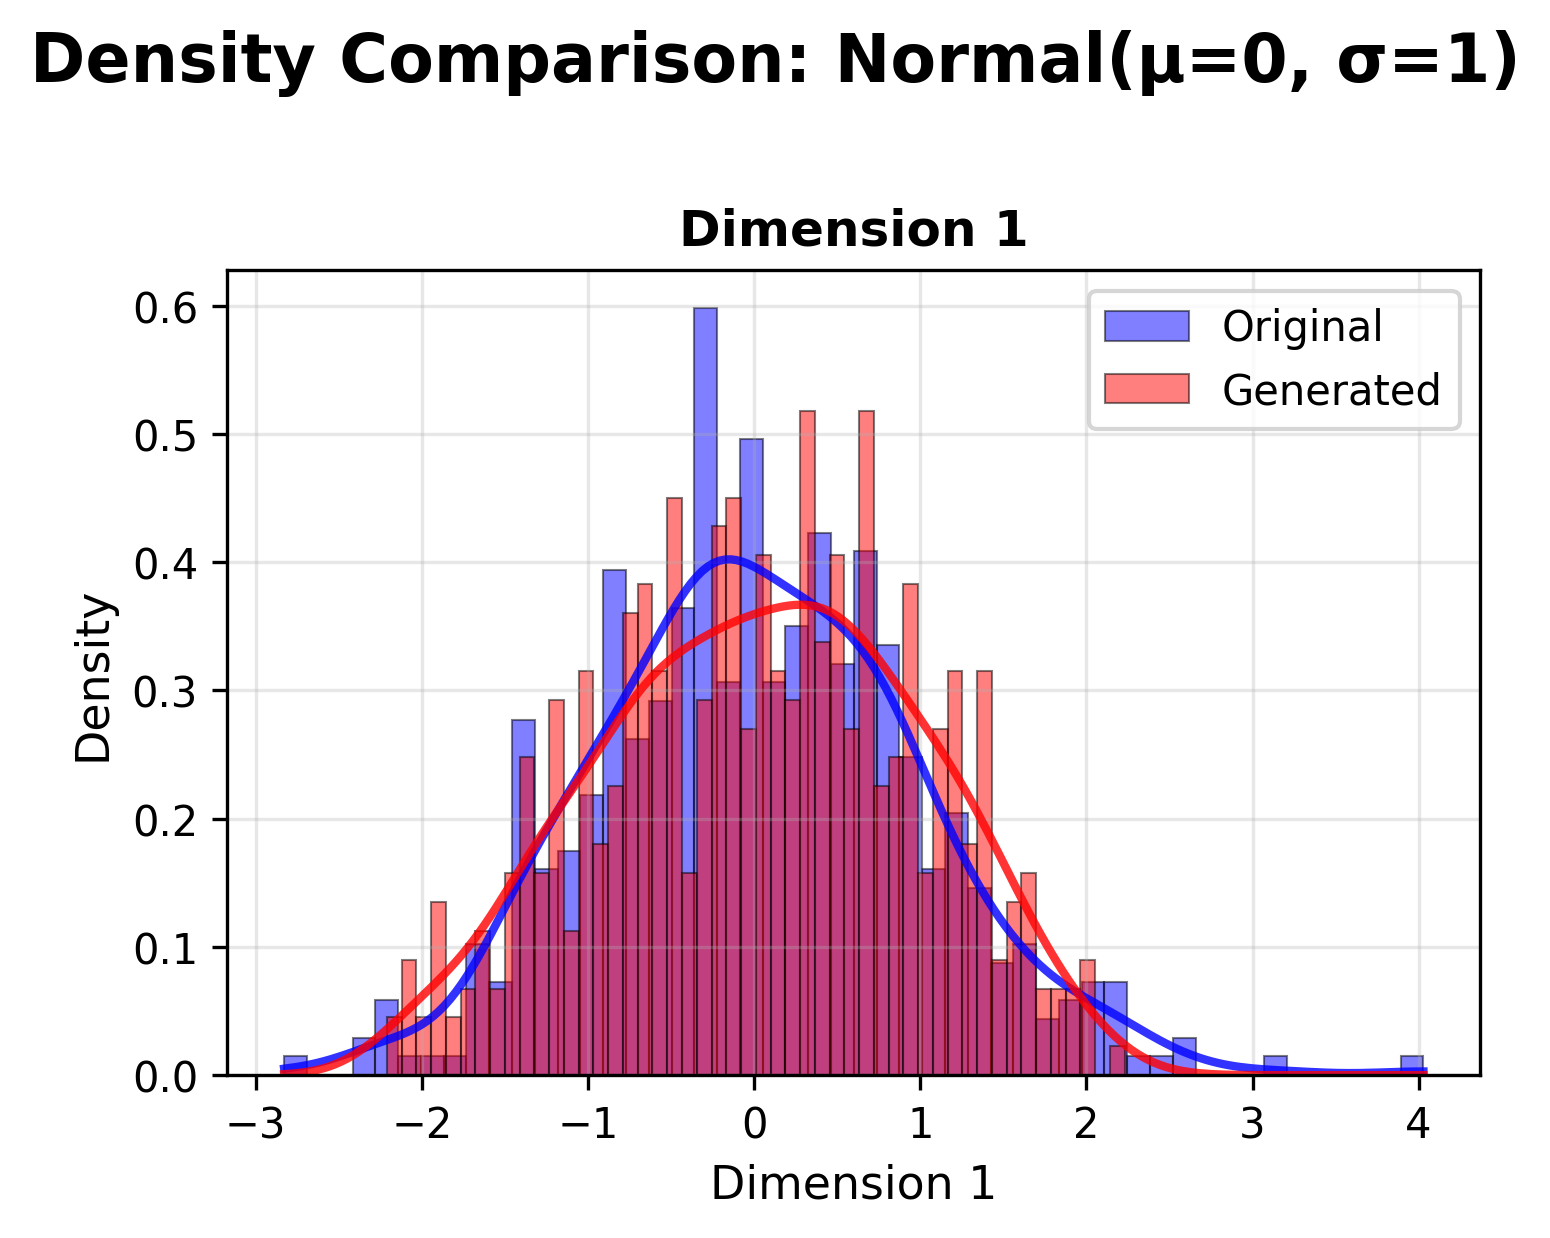 Density Comparison: Normal(μ=0, σ=1)
Dimension 1
Original
Generated
Density
0.6
0.5
0.4
0.3
0.2
0.1
0.0
−3 −2 −1 0 1 2 3 4
Dimension 1